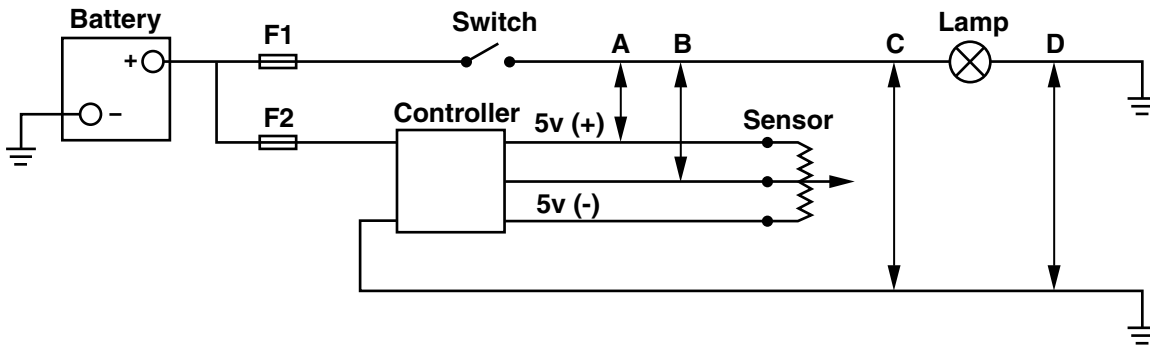 Battery
F1
Switch
A
B
C
Lamp
D
+
–
F2
Controller
5v (+)
Sensor
5v (-)